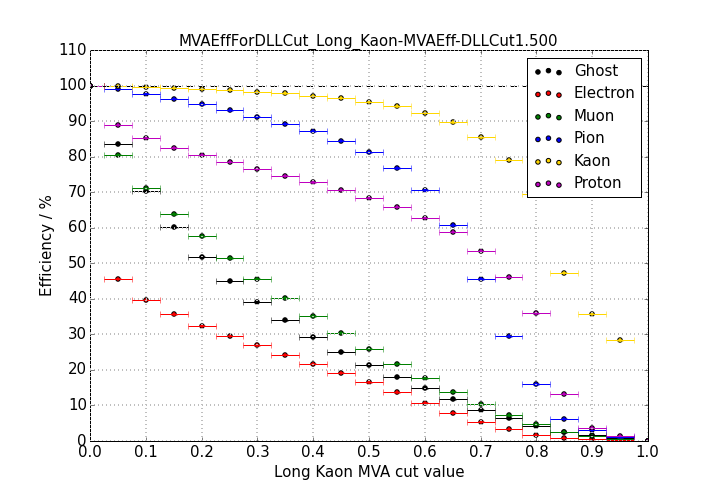 MVAEffForDLLCut_Long_Kaon-MVAEff-DLLCut1.500
110
100
90
80
70
60
50
40
30
20
10
0
Efficiency / %
Ghost
Electron
Muon
Pion
Kaon
Proton
0.0 0.1 0.2 0.3 0.4 0.5 0.6 0.7 0.8 0.9 1.0
Long Kaon MVA cut value